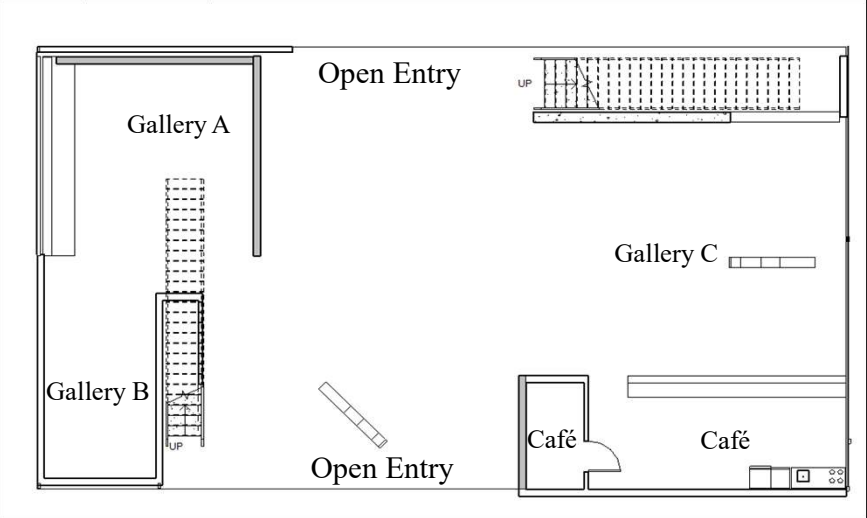 Open Entry
UP
Gallery A
Gallery C
Gallery B
Café
Café
UP
Open Entry